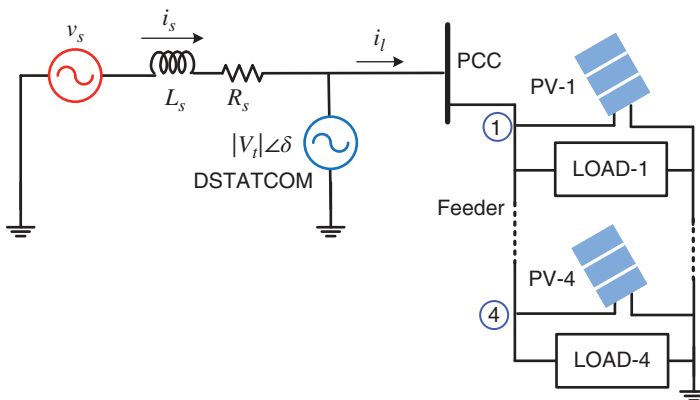 v_s
i_s
L_s
R_s
i_l
PCC
|V_t|∠δ
DSTATCOM
PV-1
1
LOAD-1
Feeder
PV-4
4
LOAD-4